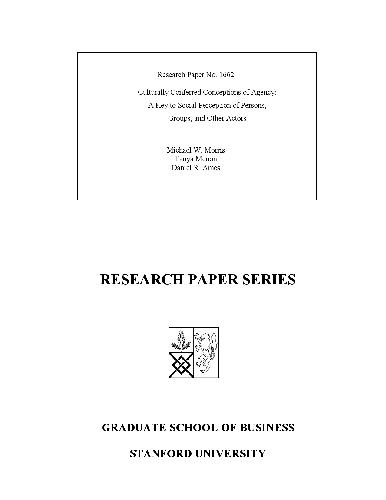 Research Paper No. 1662
Culturally Conferred Conceptions of Agency:
A Key to Social Perception of Persons,
Groups, and Other Actors
Michael W. Morris
Tanya Menon
Daniel R. Ames
RESEARCH PAPER SERIES
GRADUATE SCHOOL OF BUSINESS
STANFORD UNIVERSITY